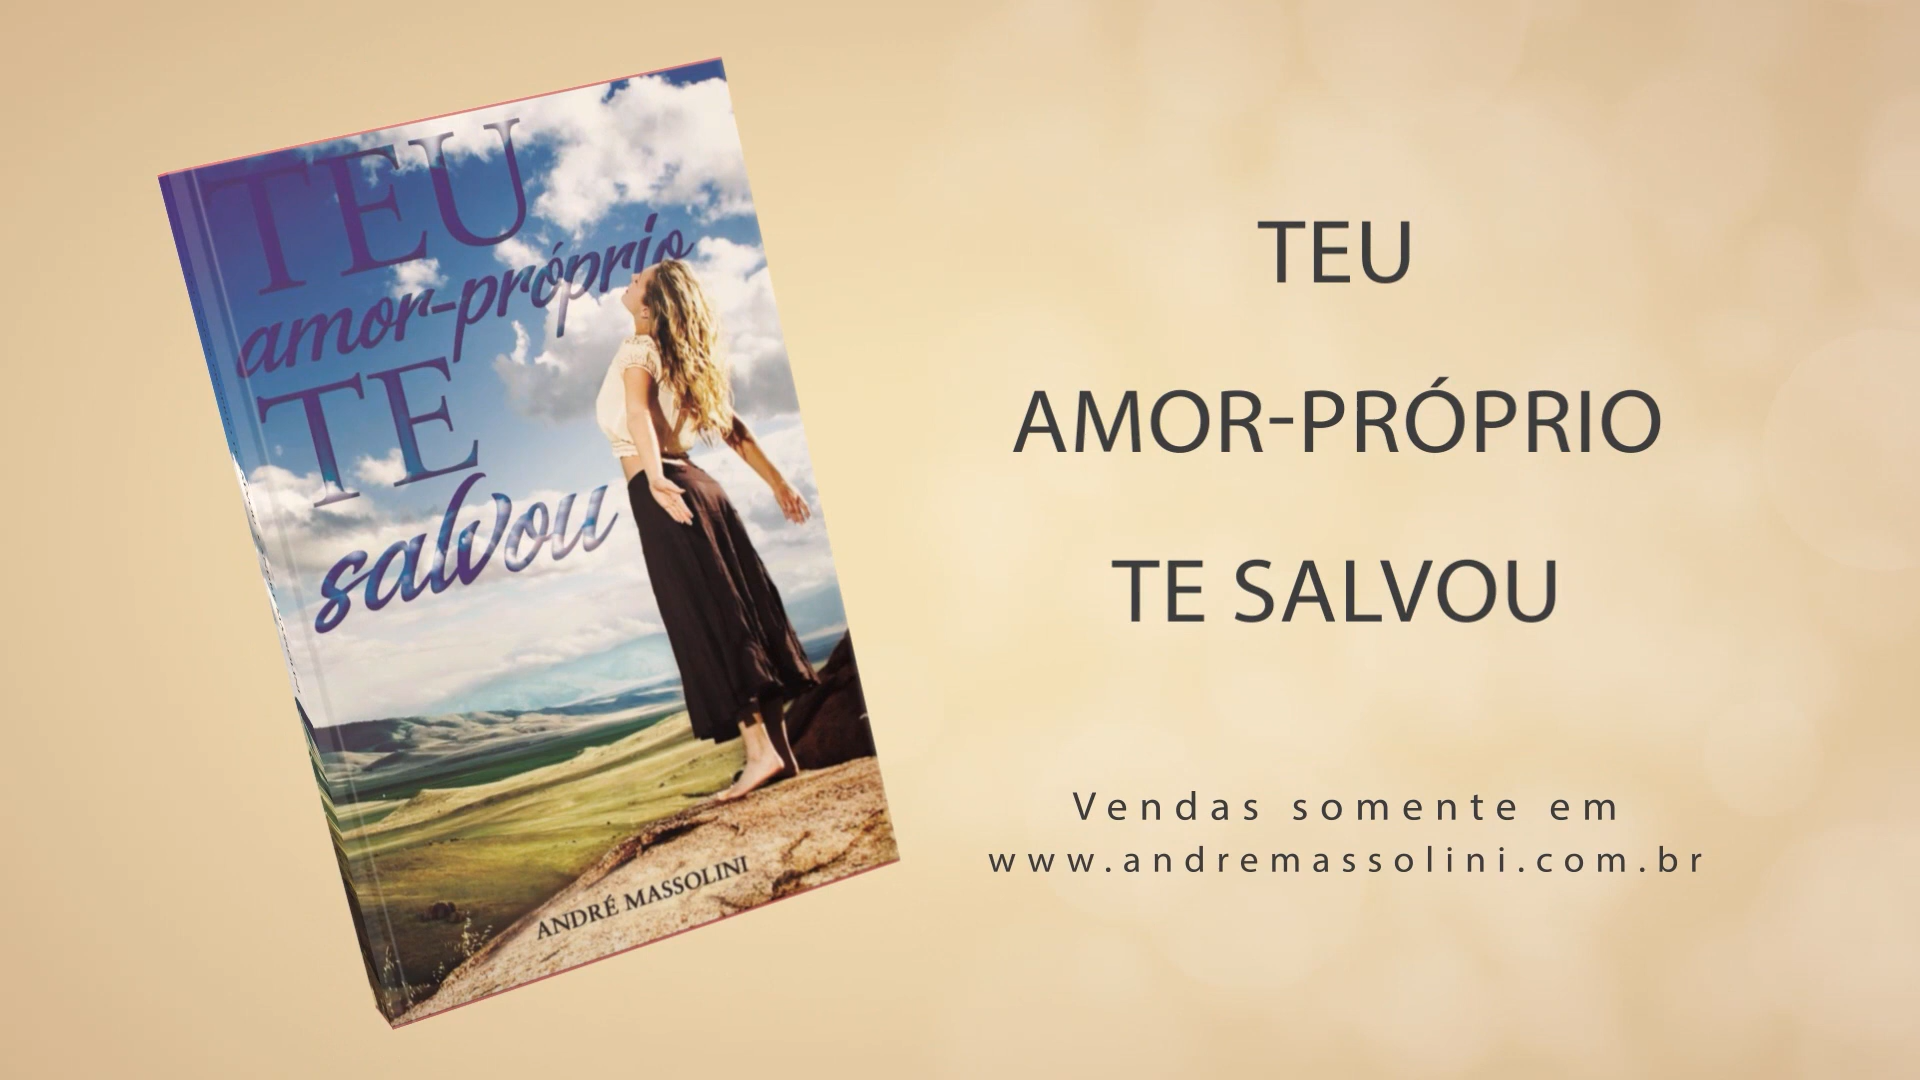 TEU
amor-próprio
TE
salvou
ANDRÉ MASSOLINI
TEU
AMOR-PRÓPRIO
TE SALVOU
Vendas somente em
www.andremassolini.com.br